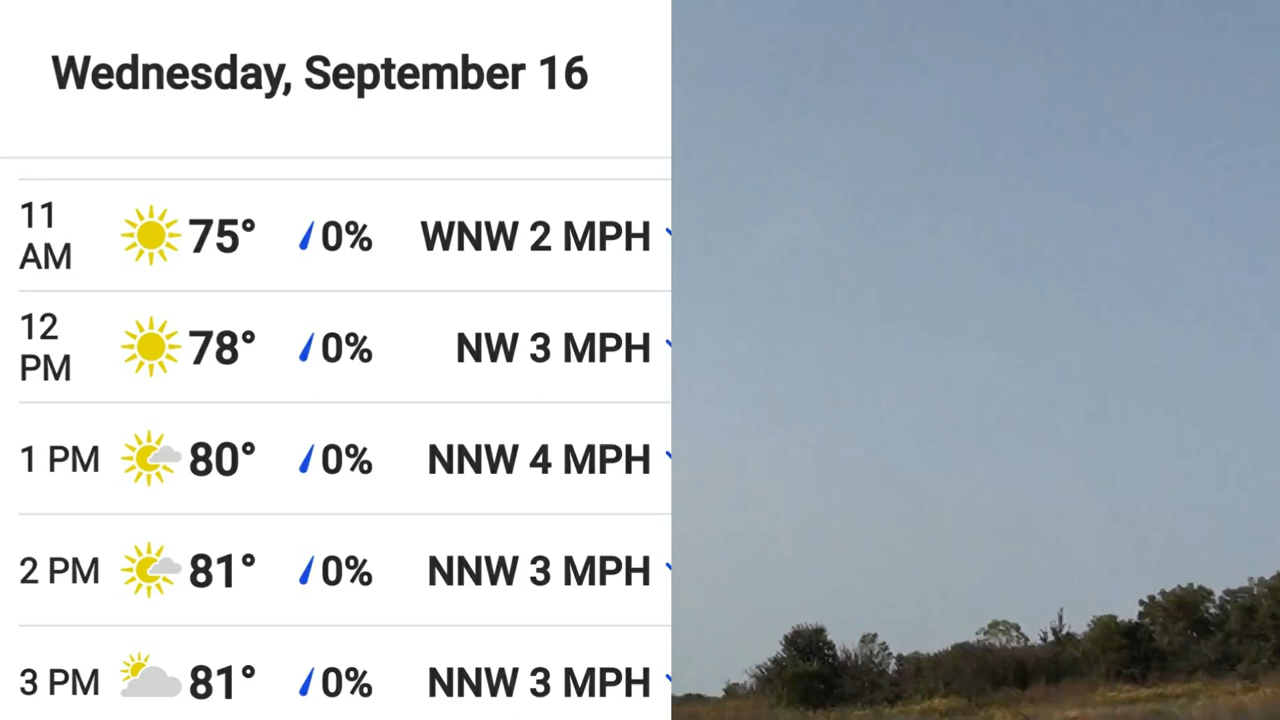 Wednesday, September 16
11 AM 75° 0% WNW 2 MPH
12 PM 78° 0% NW 3 MPH
1 PM 80° 0% NNW 4 MPH
2 PM 81° 0% NNW 3 MPH
3 PM 81° 0% NNW 3 MPH